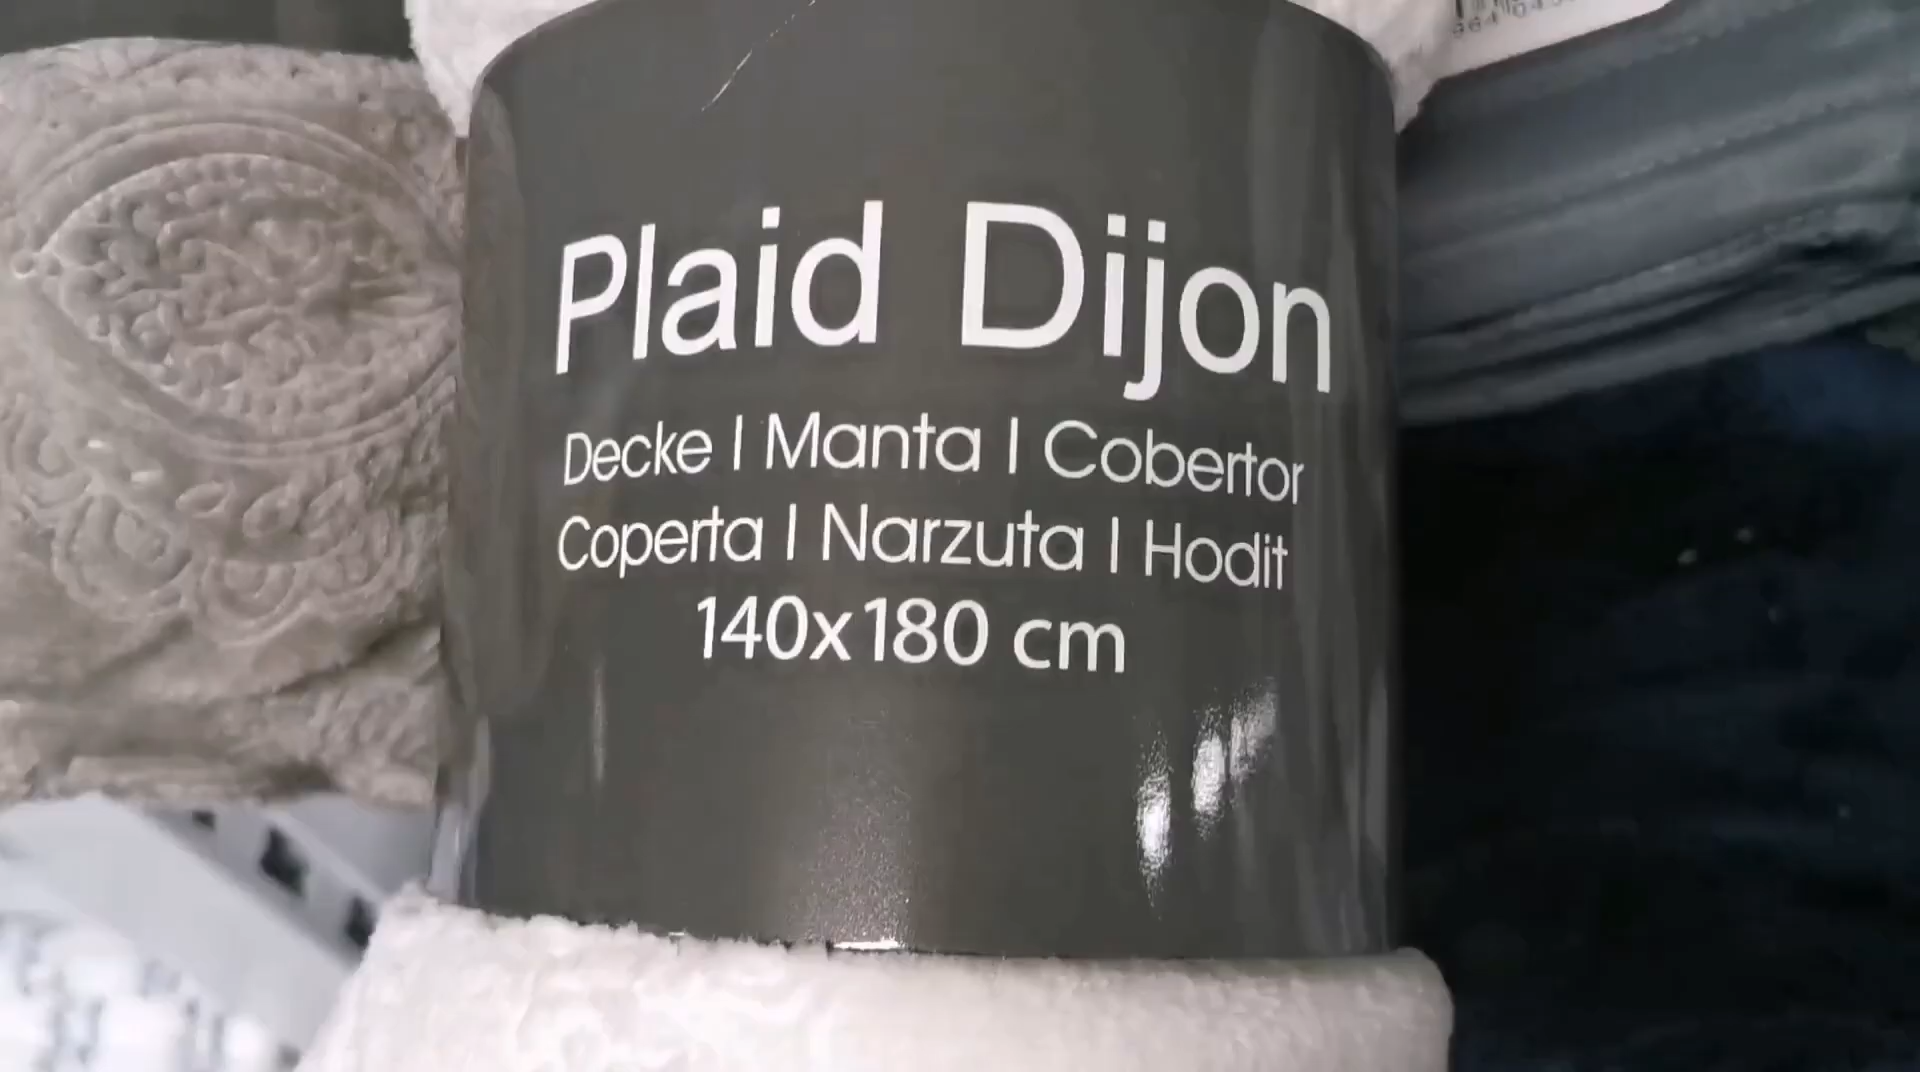 Plaid Dijon
Decke | Manta | Cobertor
Coperta | Narzuta | Hodit
140x180 cm